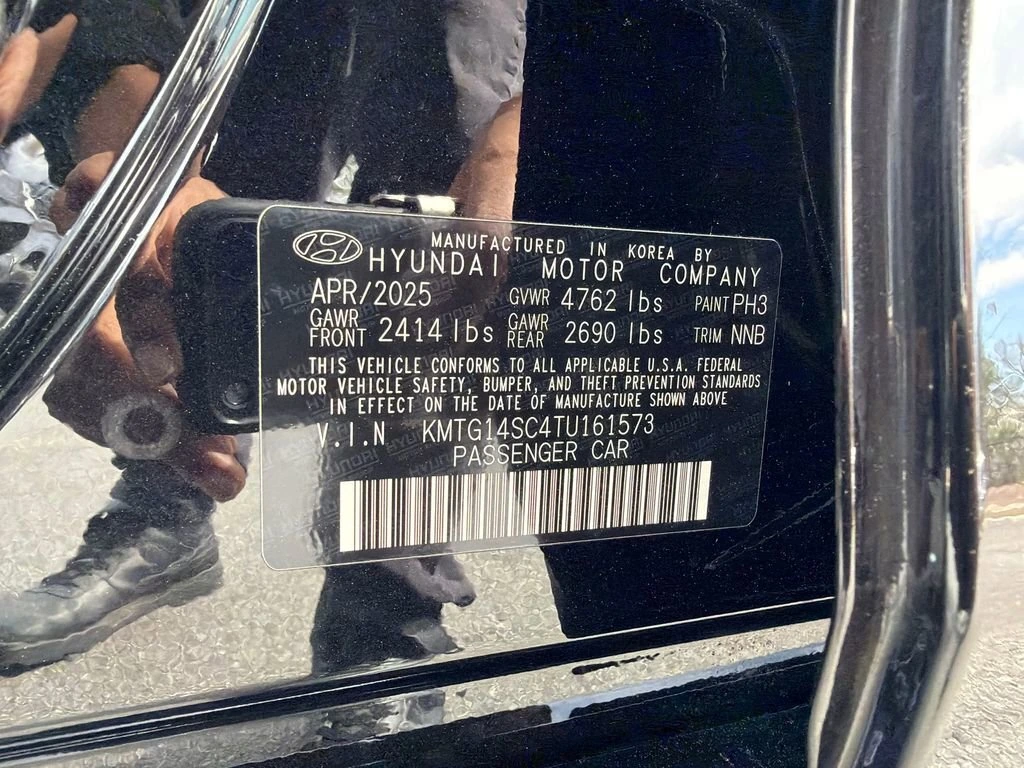 MANUFACTURED IN KOREA BY
HYUNDAI MOTOR COMPANY
APR/2025 GVWR 4762 lbs PAINT PH3
GAWR FRONT 2414 lbs GAWR REAR 2690 lbs TRIM NNB
THIS VEHICLE CONFORMS TO ALL APPLICABLE U.S.A. FEDERAL
MOTOR VEHICLE SAFETY, BUMPER, AND THEFT PREVENTION STANDARDS
IN EFFECT ON THE DATE OF MANUFACTURE SHOWN ABOVE
V.I.N KMTG14SC4TU161573
PASSENGER CAR